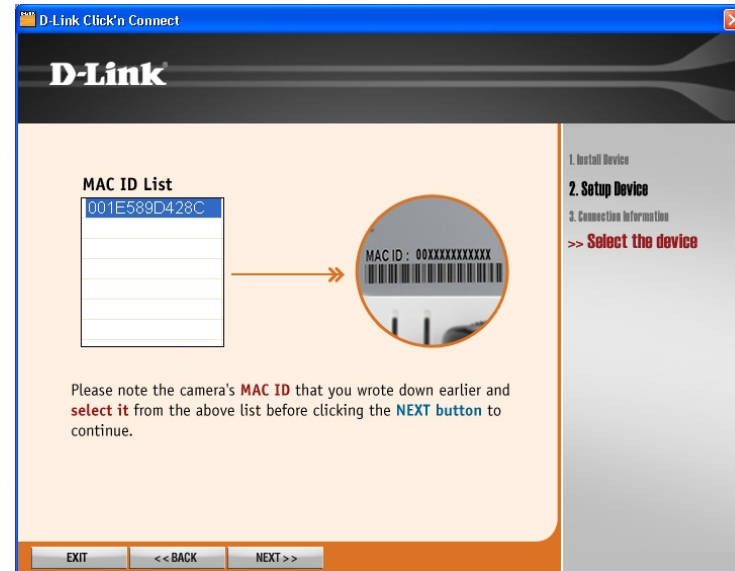 D-Link Click'n Connect
D-Link
MAC ID List
001E589D428C
MAC ID : 00XXXXXXXXXX
Please note the camera's MAC ID that you wrote down earlier and
select it from the above list before clicking the NEXT button to
continue.
1. Install Device
2. Setup Device
3. Connection Information
>> Select the device
EXIT
<< BACK
NEXT >>